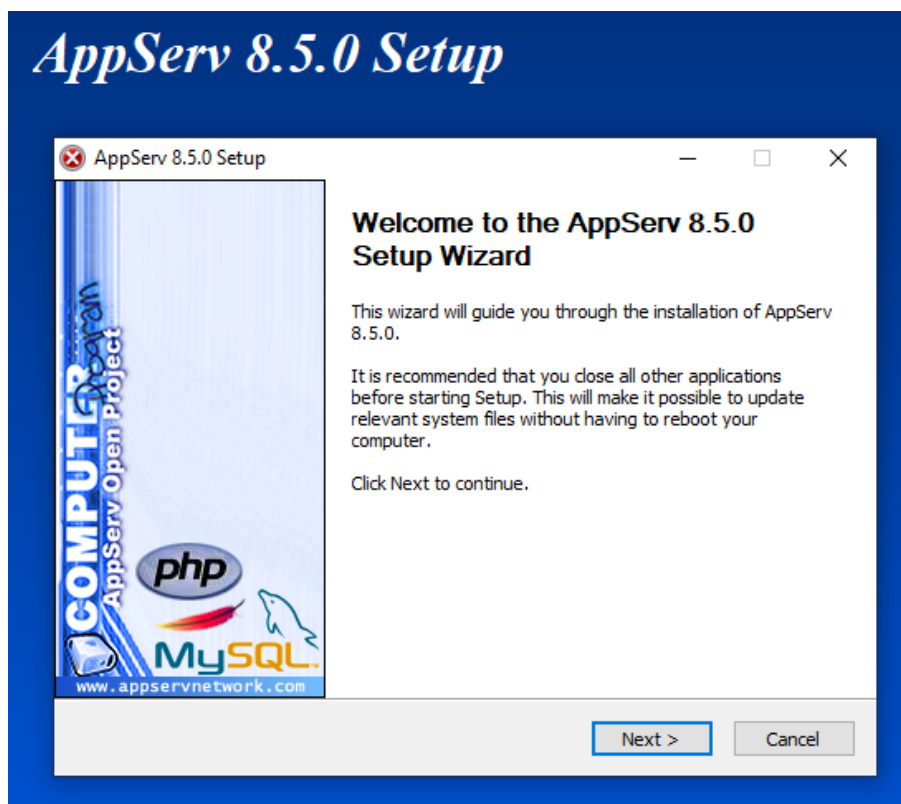 AppServ 8.5.0 Setup
AppServ 8.5.0 Setup
Welcome to the AppServ 8.5.0
Setup Wizard
This wizard will guide you through the installation of AppServ
8.5.0.
It is recommended that you close all other applications
before starting Setup. This will make it possible to update
relevant system files without having to reboot your
computer.
Click Next to continue.
COMPUTER
Program
AppServ Open Project
php
MySQL
www.appservnetwork.com
Next >
Cancel